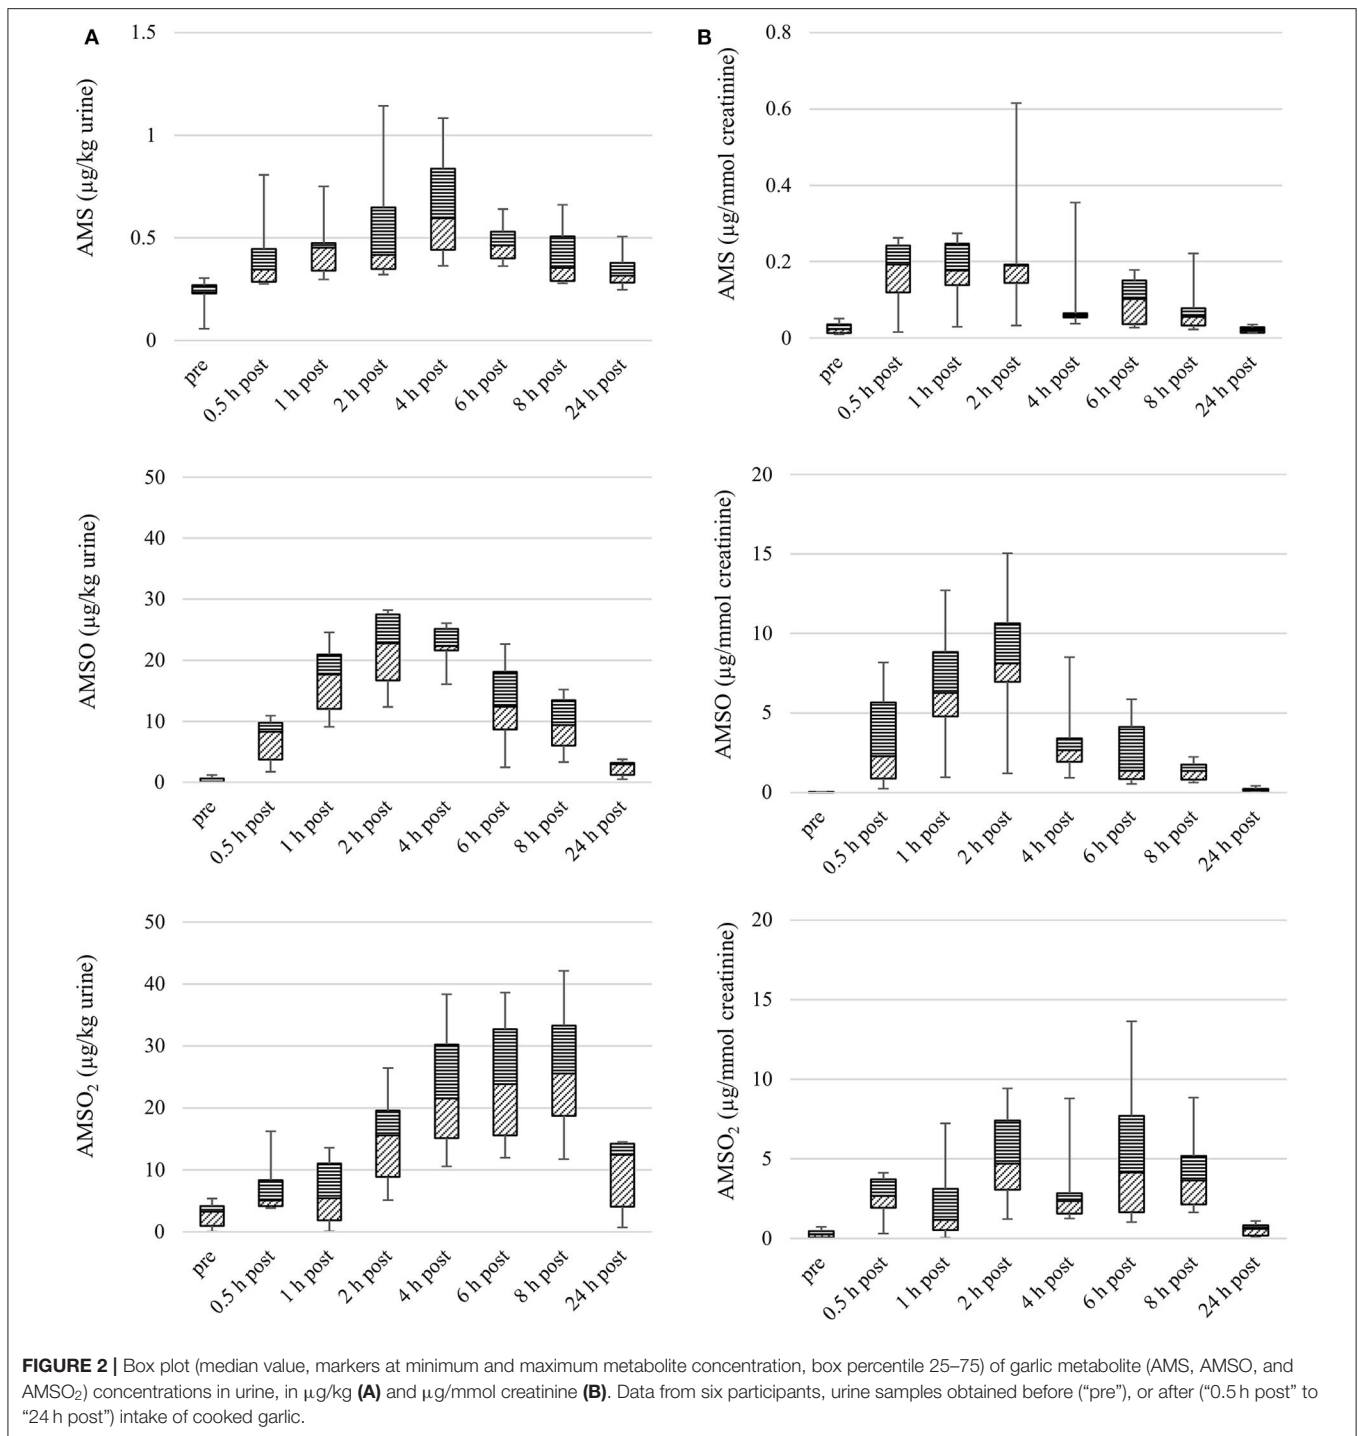 A
AMS (µg/kg urine)
1.5
1
0.5
0
pre
0.5 h post
1 h post
2 h post
4 h post
6 h post
8 h post
24 h post
B
AMS (µg/mmol creatinine)
0.8
0.6
0.4
0.2
0
pre
0.5 h post
1 h post
2 h post
4 h post
6 h post
8 h post
24 h post
AMSO (µg/kg urine)
50
40
30
20
10
0
pre
0.5 h post
1 h post
2 h post
4 h post
6 h post
8 h post
24 h post
AMSO (µg/mmol creatinine)
20
15
10
5
0
pre
0.5 h post
1 h post
2 h post
4 h post
6 h post
8 h post
24 h post
AMSO₂ (µg/kg urine)
50
40
30
20
10
0
pre
0.5 h post
1 h post
2 h post
4 h post
6 h post
8 h post
24 h post
AMSO₂ (µg/mmol creatinine)
20
15
10
5
0
pre
0.5 h post
1 h post
2 h post
4 h post
6 h post
8 h post
24 h post
FIGURE 2 | Box plot (median value, markers at minimum and maximum metabolite concentration, box percentile 25–75) of garlic metabolite (AMS, AMSO, and
AMSO₂) concentrations in urine, in µg/kg (A) and µg/mmol creatinine (B). Data from six participants, urine samples obtained before (“pre”), or after (“0.5 h post” to
“24 h post”) intake of cooked garlic.